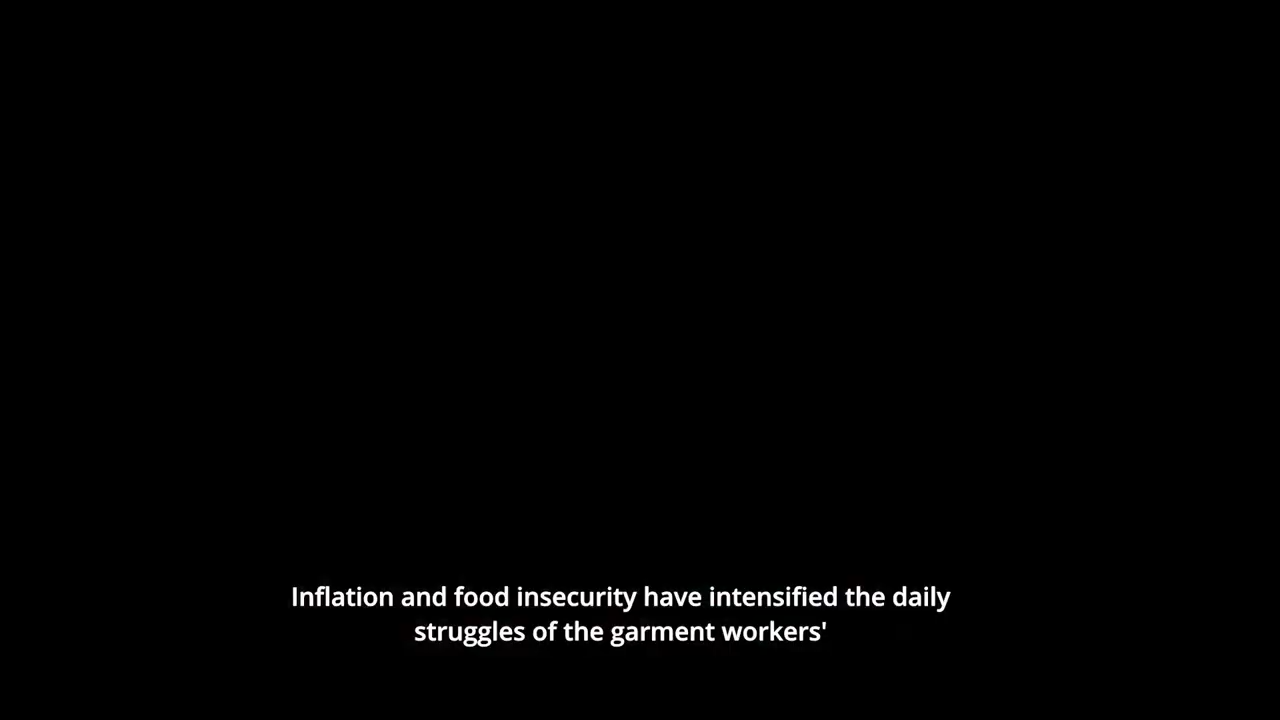 Inflation and food insecurity have intensified the daily
struggles of the garment workers'